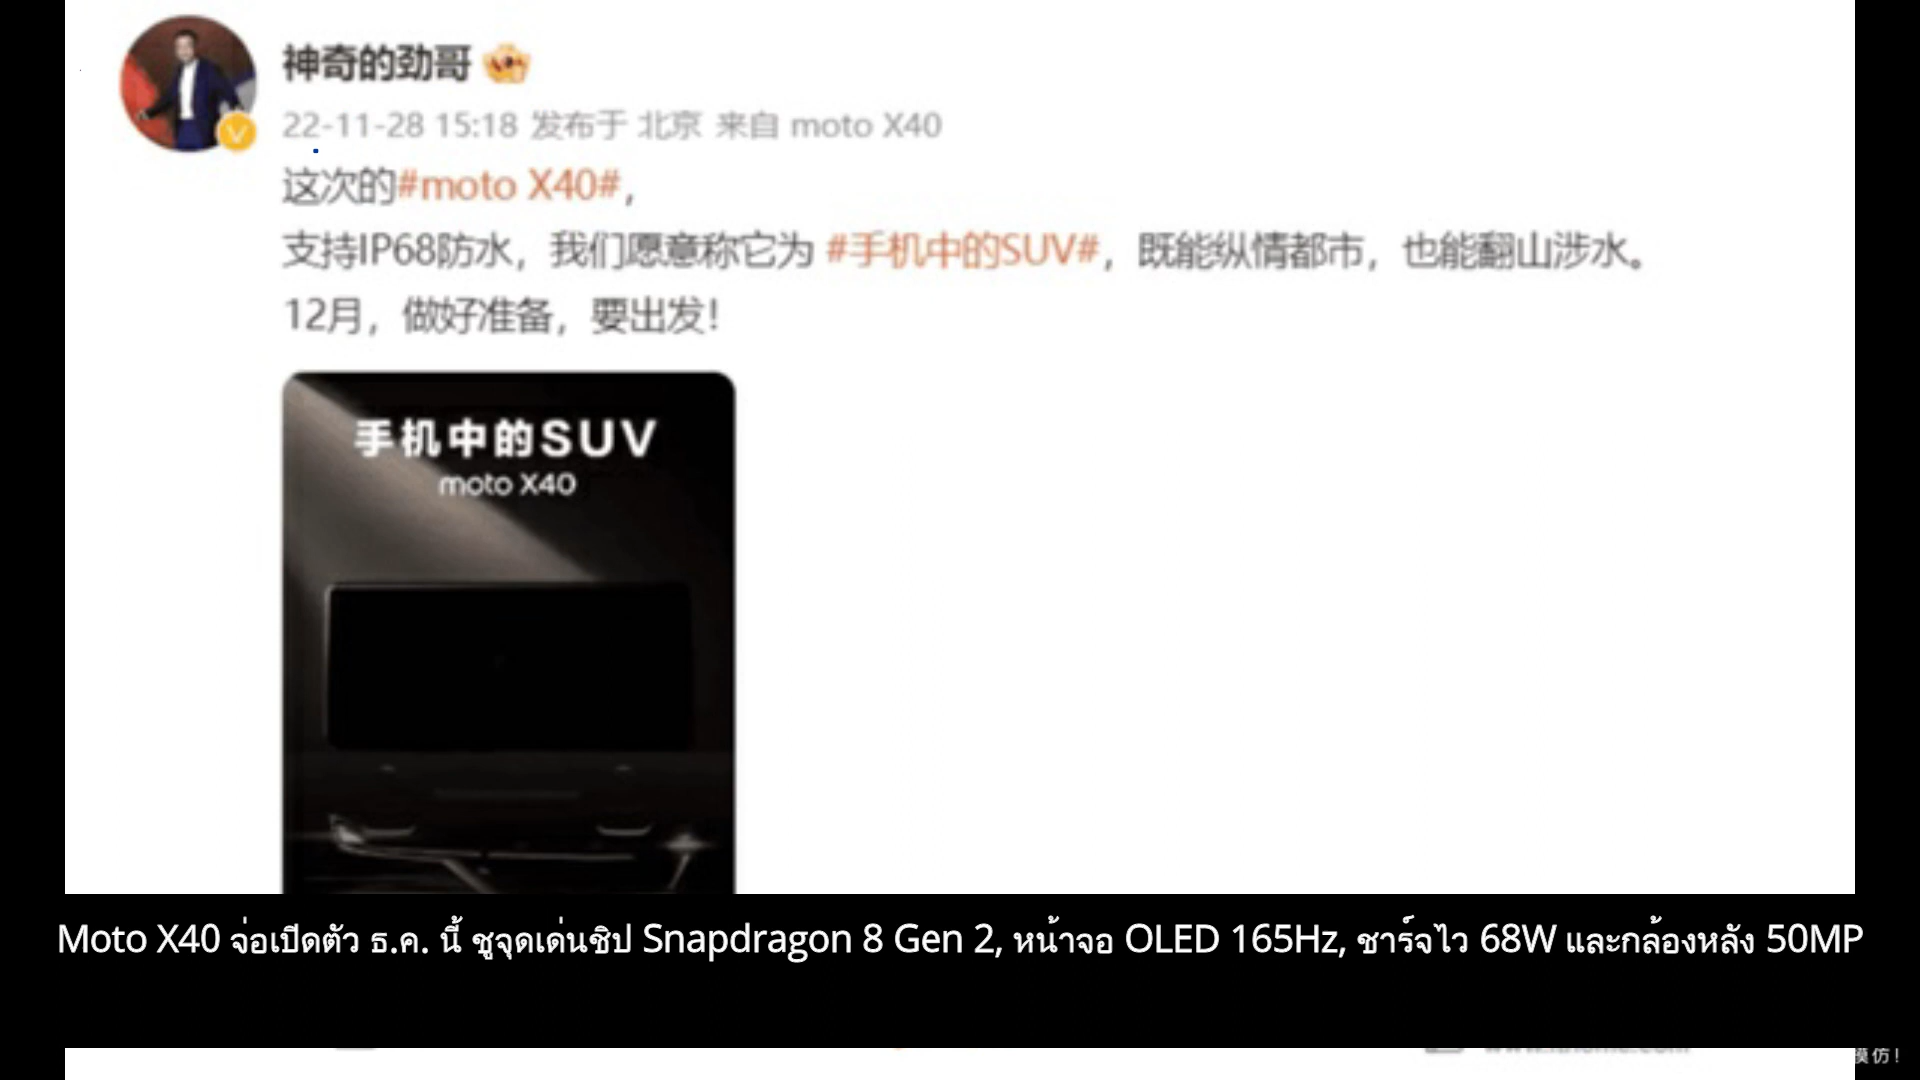 神奇的劲哥
22-11-28 15:18 发布于 北京 来自 moto X40
这次的#moto X40#，
支持IP68防水，我们愿意称它为 #手机中的SUV#，既能纵情都市，也能翻山涉水。
12月，做好准备，要出发！
手机中的SUV
moto X40
Moto X40 จ่อเปิดตัว ธ.ค. นี้ ชูจุดเด่นชิป Snapdragon 8 Gen 2, หน้าจอ OLED 165Hz, ชาร์จไว 68W และกล้องหลัง 50MP
模仿！